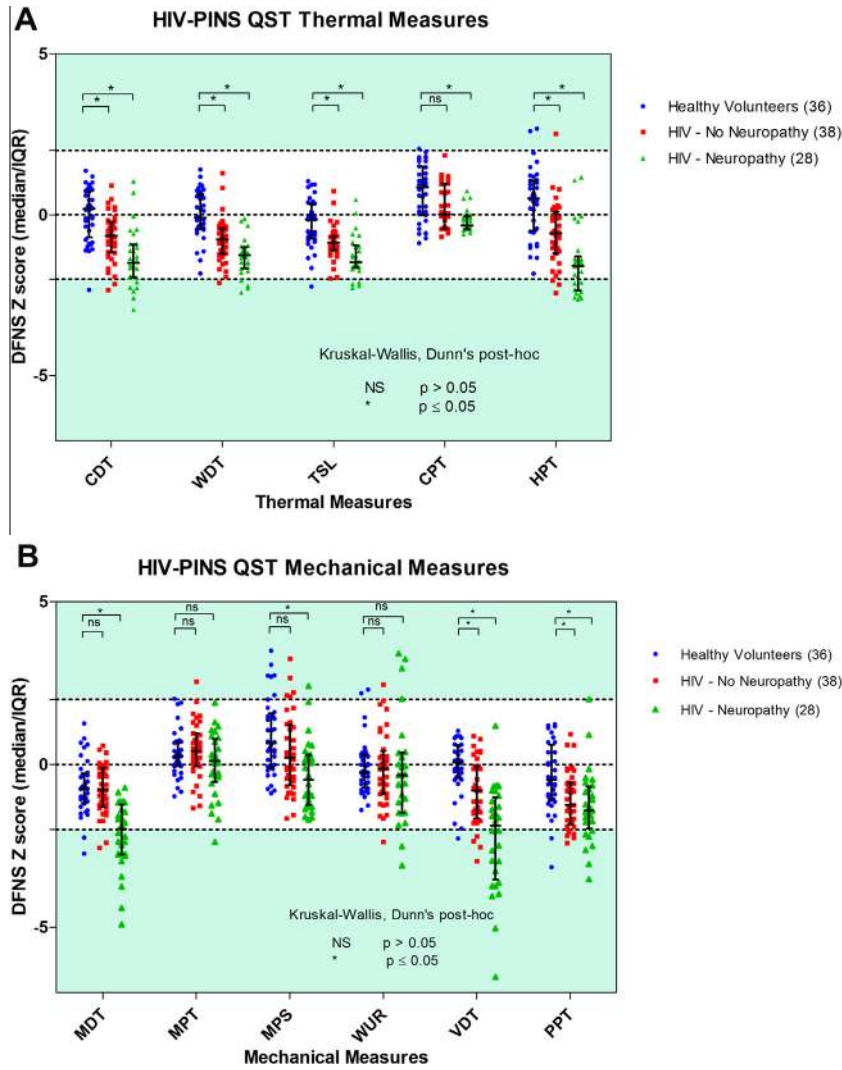 A
HIV-PINS QST Thermal Measures
5
0
-5
DFNS Z score (median/IQR)
* * * * * * ns * * *
Healthy Volunteers (36)
HIV - No Neuropathy (38)
HIV - Neuropathy (28)
Kruskal-Wallis, Dunn's post-hoc
NS p > 0.05
* p ≤ 0.05
CDT WDT TSL CPT HPT
Thermal Measures
B
HIV-PINS QST Mechanical Measures
5
0
-5
DFNS Z score (median/IQR)
* ns ns ns * ns ns ns * * * *
Healthy Volunteers (36)
HIV - No Neuropathy (38)
HIV - Neuropathy (28)
Kruskal-Wallis, Dunn's post-hoc
NS p > 0.05
* p ≤ 0.05
MDT MPT MPS WUR VDT PPT
Mechanical Measures